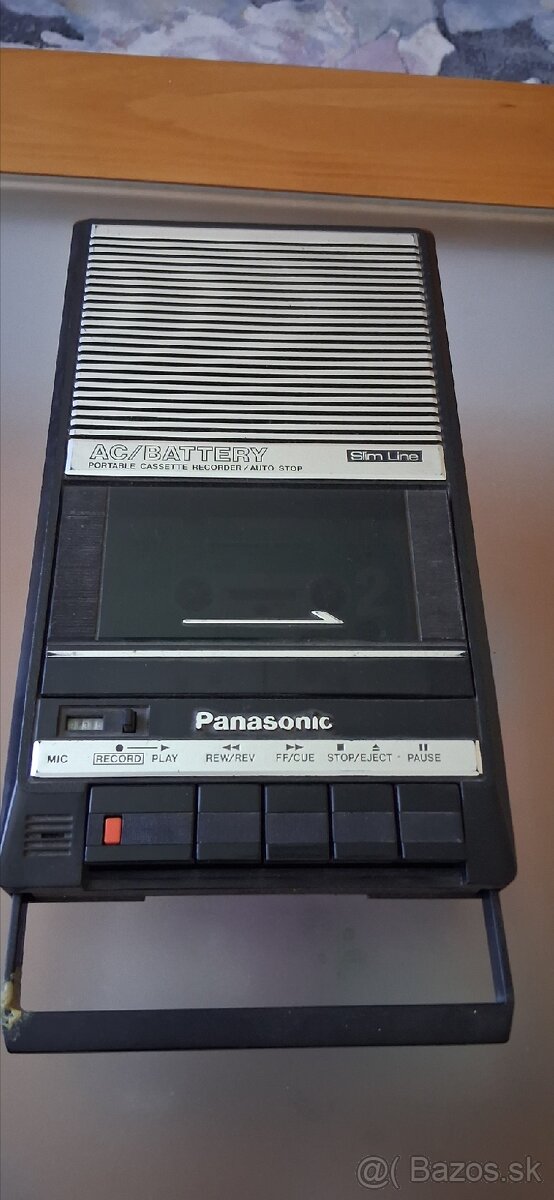 AC/BATTERY
PORTABLE CASSETTE RECORDER/AUTO STOP
Slim Line
2
Panasonic
MIC RECORD PLAY REW/REV FF/CUE STOP/EJECT PAUSE
@( Bazos.sk